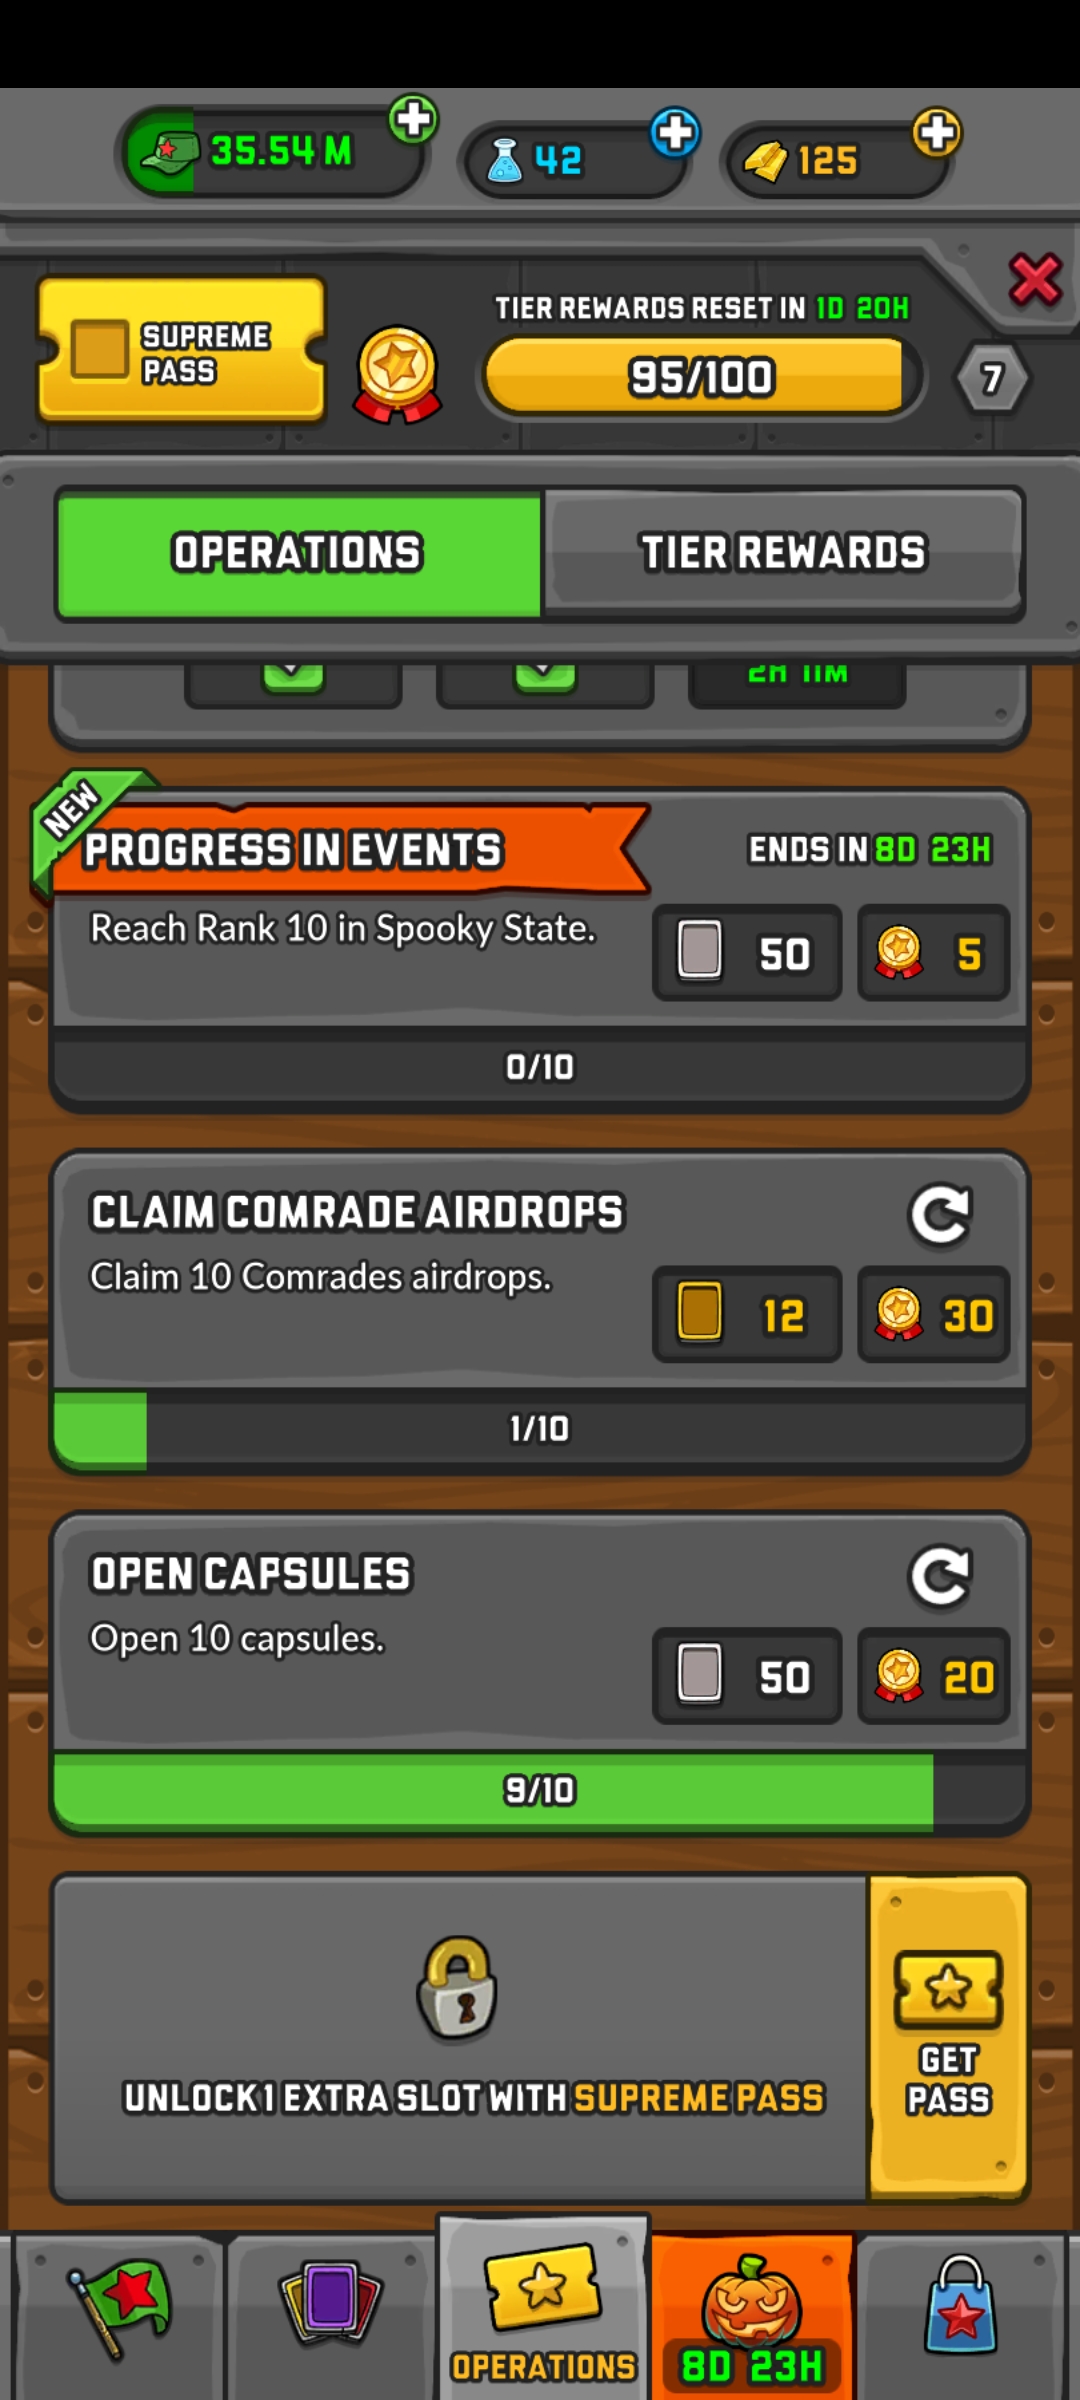 35.54 M
42
125
SUPREME
PASS
TIER REWARDS RESET IN 1D 20H
95/100
7
OPERATIONS
TIER REWARDS
2H 11M
NEW
PROGRESS IN EVENTS
ENDS IN 8D 23H
Reach Rank 10 in Spooky State.
50
5
0/10
CLAIM COMRADE AIRDROPS
Claim 10 Comrades airdrops.
12
30
1/10
OPEN CAPSULES
Open 10 capsules.
50
20
9/10
UNLOCK 1 EXTRA SLOT WITH SUPREME PASS
GET
PASS
OPERATIONS
8D 23H